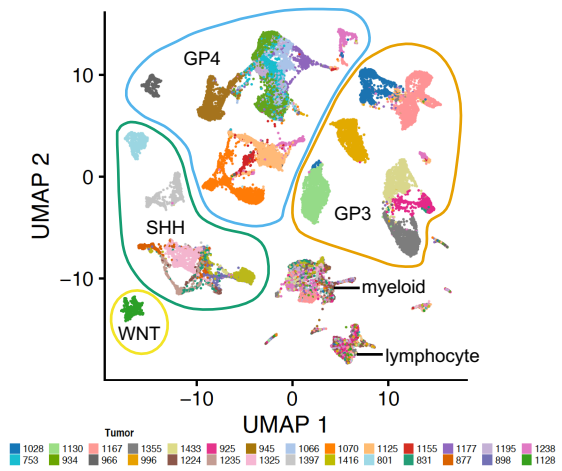 GP4
10
0
−10
UMAP 2
SHH
GP3
WNT
myeloid
lymphocyte
−10 0 10
UMAP 1
Tumor
1028 1130 1167 1355 1433 925 945 1066 1070 1125 1155 1177 1195 1238
753 934 966 996 1224 1235 1325 1397 1416 801 831 877 898 1128